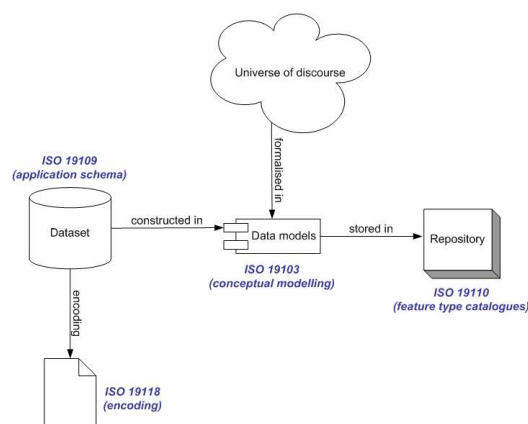 Universe of discourse
formalised in
ISO 19109
(application schema)
Dataset
constructed in
Data models
stored in
Repository
ISO 19103
(conceptual modelling)
ISO 19110
(feature type catalogues)
encoding
ISO 19118
(encoding)